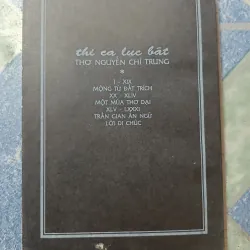 thi ca lục bát
THƠ NGUYỄN CHÍ TRUNG
*
I - XIX
MỘNG TỪ BẤT TRÍCH
XX - XLIV
MỘT MÙA THƠ DẠI
XLV - LXXXI
TRẦN GIAN ẨN NGỮ
LỜI DI CHÚC